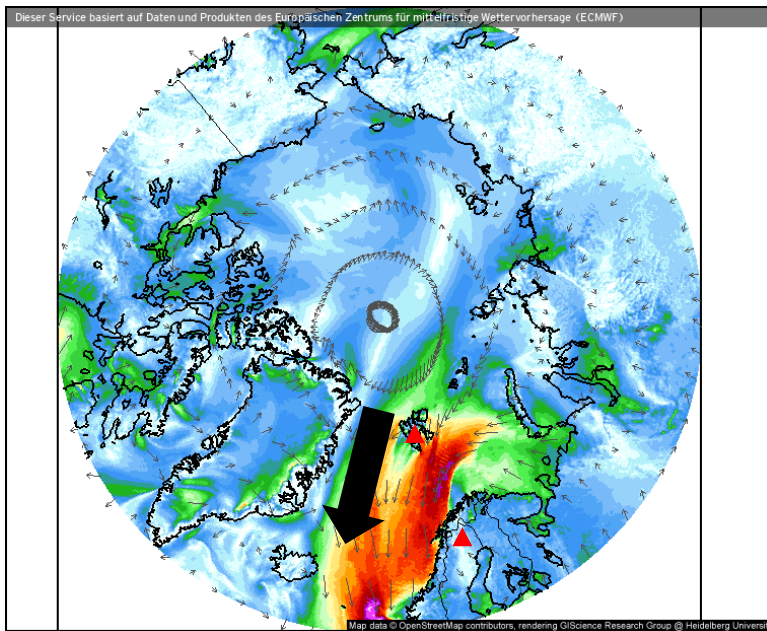 Dieser Service basiert auf Daten und Produkten des Europäischen Zentrums für mittelfristige Wettervorhersage (ECMWF)
Map data © OpenStreetMap contributors, rendering GIScience Research Group @ Heidelberg Universit